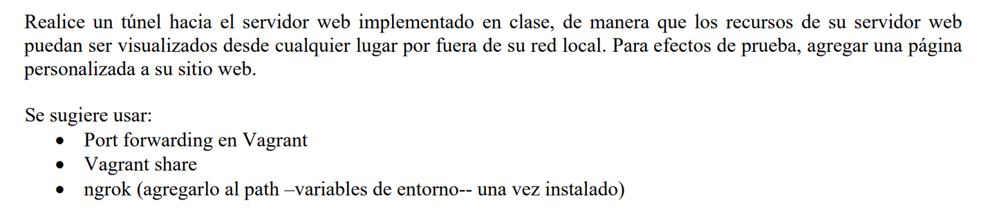 Realice un túnel hacia el servidor web implementado en clase, de manera que los recursos de su servidor web
puedan ser visualizados desde cualquier lugar por fuera de su red local. Para efectos de prueba, agregar una página
personalizada a su sitio web.
Se sugiere usar:
• Port forwarding en Vagrant
• Vagrant share
• ngrok (agregarlo al path –variables de entorno-- una vez instalado)